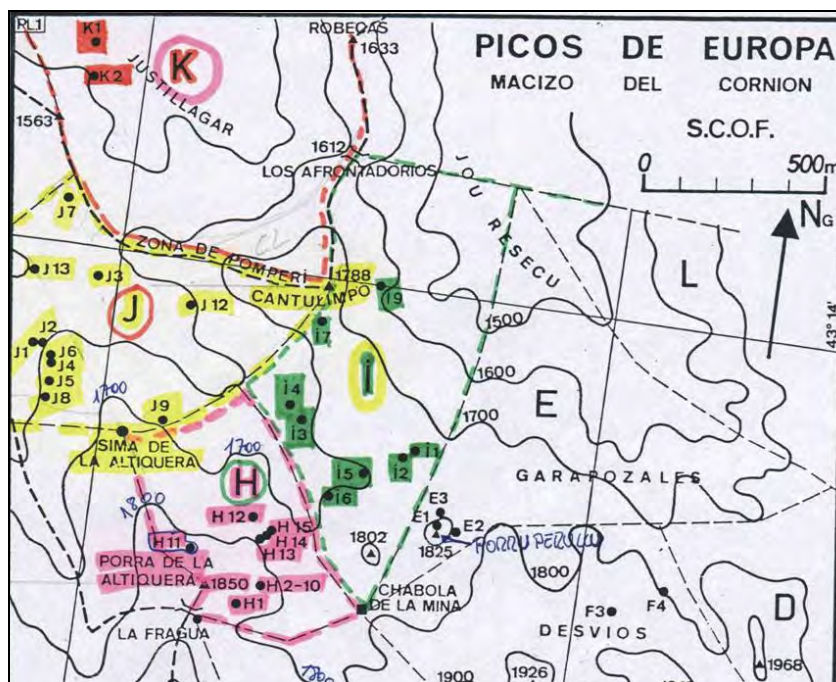 RL1
K1
ROBECAS
1633
PICOS DE EUROPA
MACIZO DEL CORNION
S.C.O.F.
0 500m
K
K2
JUSTILLAGAR
1563
1612
LOS AFRONTADORIOS
JOU RESECU
NG
J7
ZONA DE POMPERÍ
CL
L
J13
J3
1788
CANTULIMPO
J
J12
i9
i7
1500
43° 14'
J2
J1
J6
J4
J5
J8
1700
1600
I
i4
i3
1700
E
J9
SIMA DE
LA ALTIQUERA
1700
GARAPOZALES
H
i1
i2
i5
i6
1800
H12
H15
H14
H13
E3
E1
E2
H11
1802
1825
PORRU PERULLU
PORRA DE LA
ALTIQUERA
1850
H2-10
1800
H1
CHABOLA
DE LA MINA
F3
F4
D
LA FRAGUA
DESVIOS
1968
1900
1926